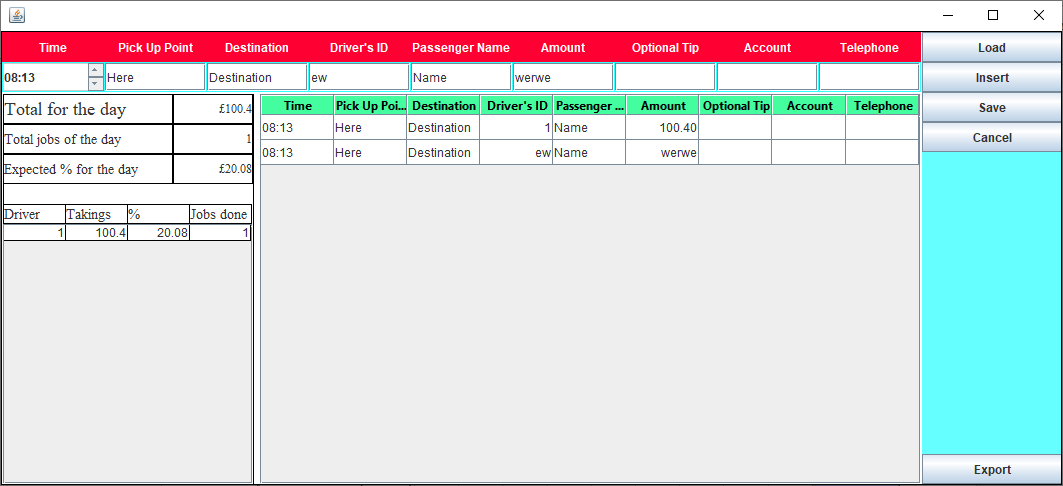 Time Pick Up Point Destination Driver's ID Passenger Name Amount Optional Tip Account Telephone Load
08:13 Here Destination ew Name werwe Insert
Total for the day £100.4
Total jobs of the day 1
Expected % for the day £20.08
Driver Takings % Jobs done
1 100.4 20.08 1
Time Pick Up Poi... Destination Driver's ID Passenger ... Amount Optional Tip Account Telephone
08:13 Here Destination 1 Name 100.40
08:13 Here Destination ew Name werwe
Save
Cancel
Export